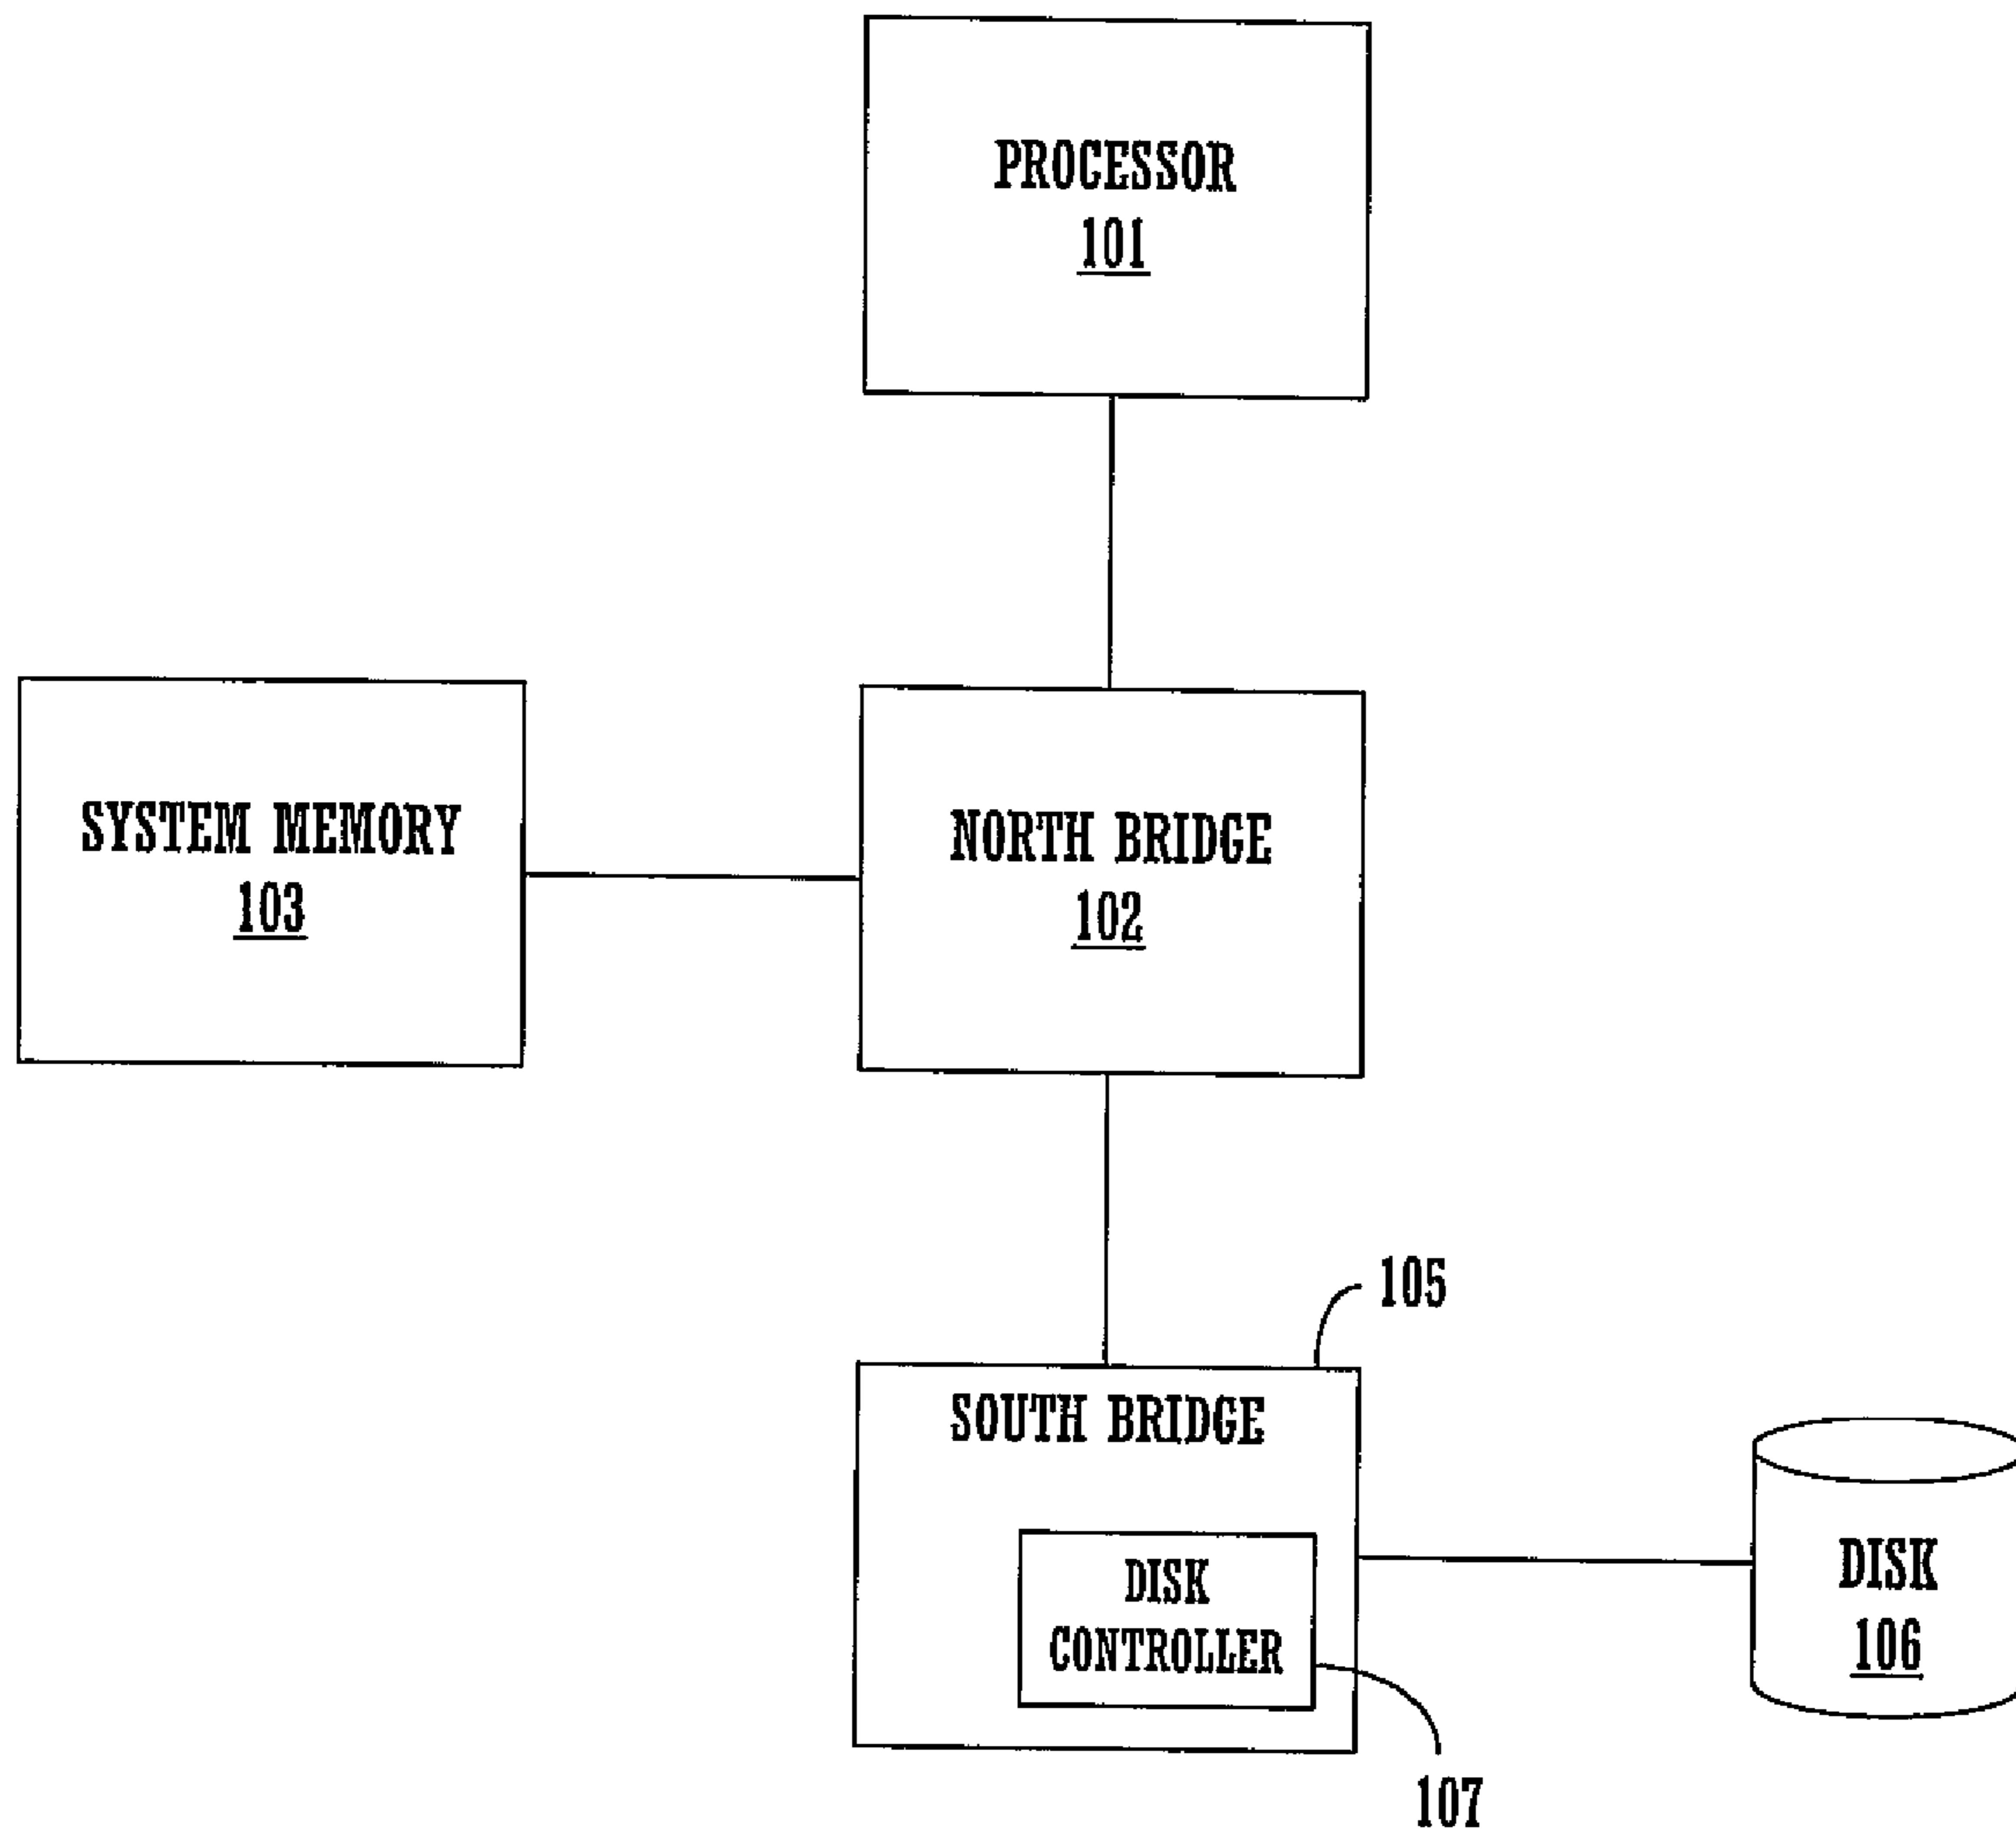 PROCESSOR
101
SYSTEM MEMORY
103
NORTH BRIDGE
102
105
SOUTH BRIDGE
DISK
CONTROLLER
107
DISK
106